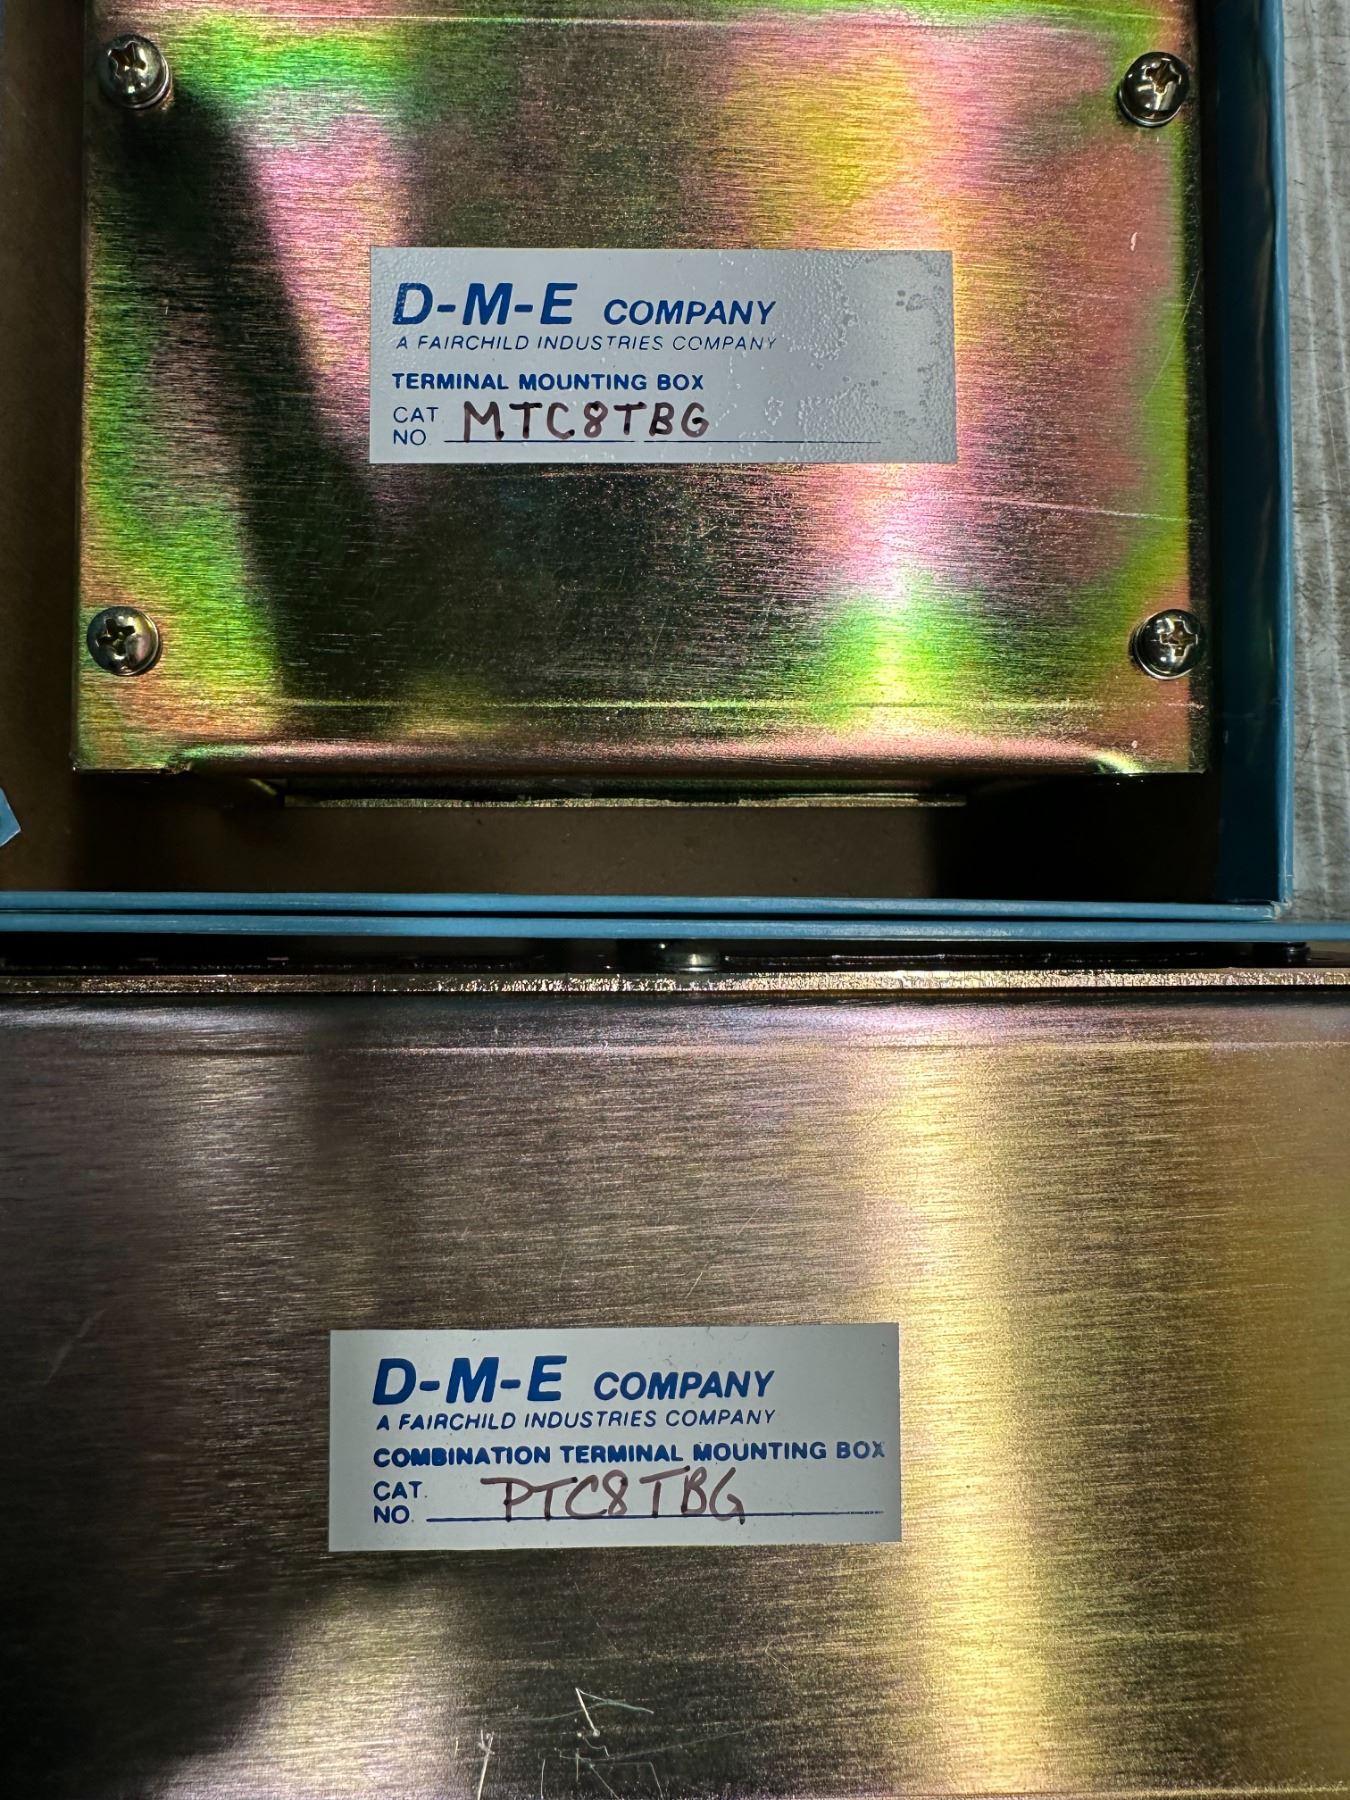 D-M-E COMPANY
A FAIRCHILD INDUSTRIES COMPANY
TERMINAL MOUNTING BOX
CAT
NO. MTC8TBG
D-M-E COMPANY
A FAIRCHILD INDUSTRIES COMPANY
COMBINATION TERMINAL MOUNTING BOX
CAT.
NO. PTC8TBG